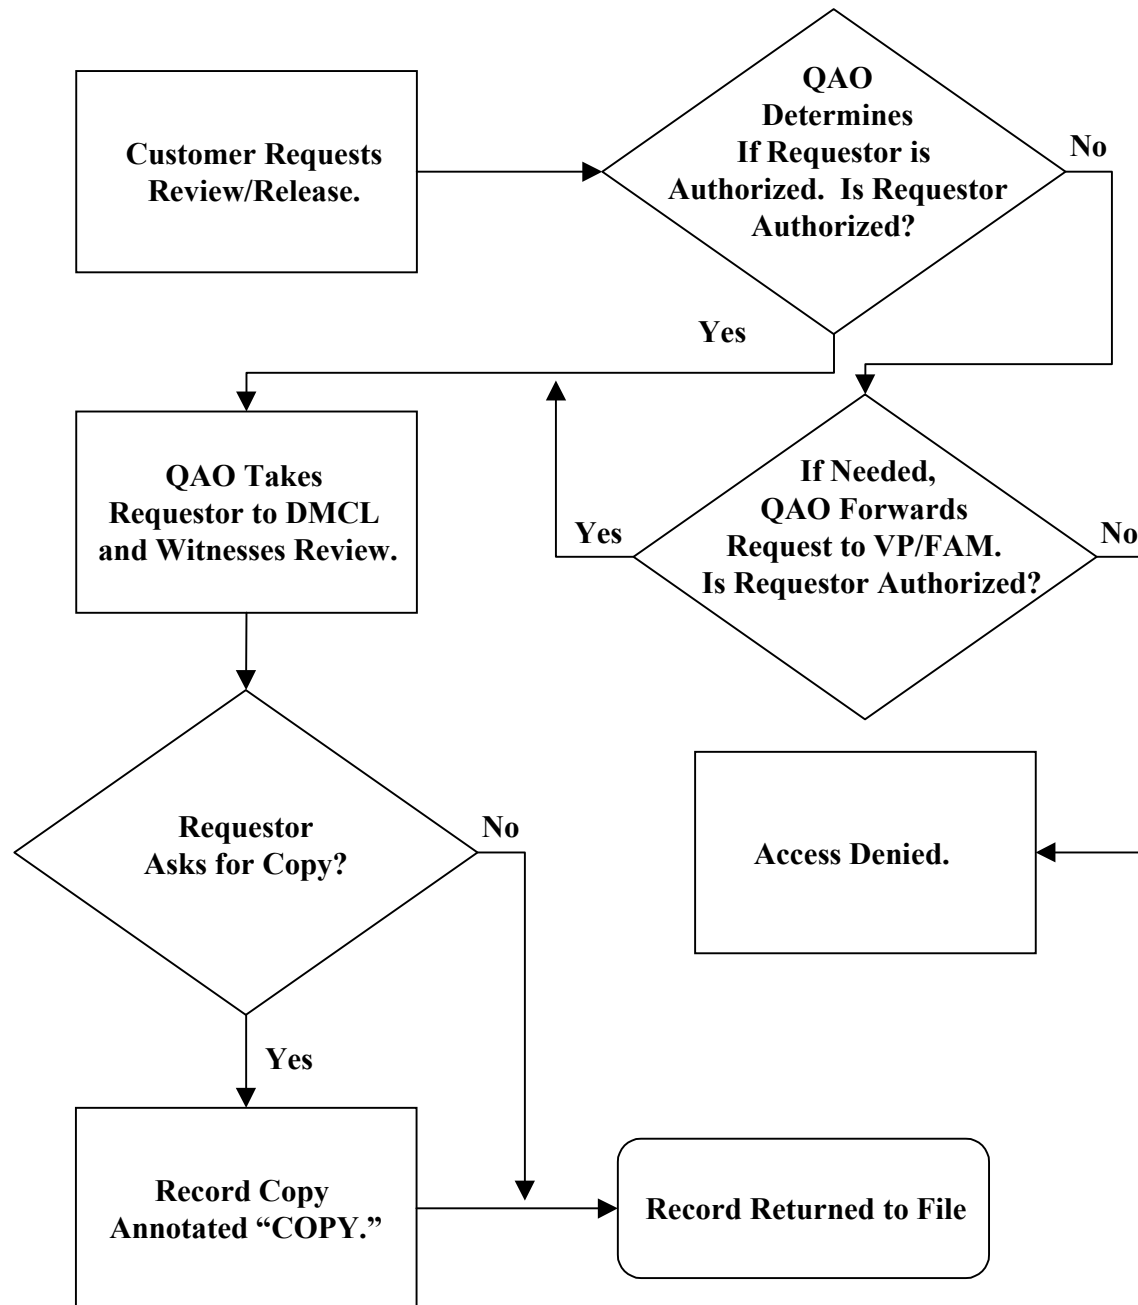 Customer Requests
Review/Release.
QAO
Determines
If Requestor is
Authorized.  Is Requestor
Authorized?
No
Yes
QAO Takes
Requestor to DMCL
and Witnesses Review.
If Needed,
QAO Forwards
Request to VP/FAM.
Is Requestor Authorized?
Yes
No
Requestor
Asks for Copy?
No
Access Denied.
Yes
Record Copy
Annotated “COPY.”
Record Returned to File